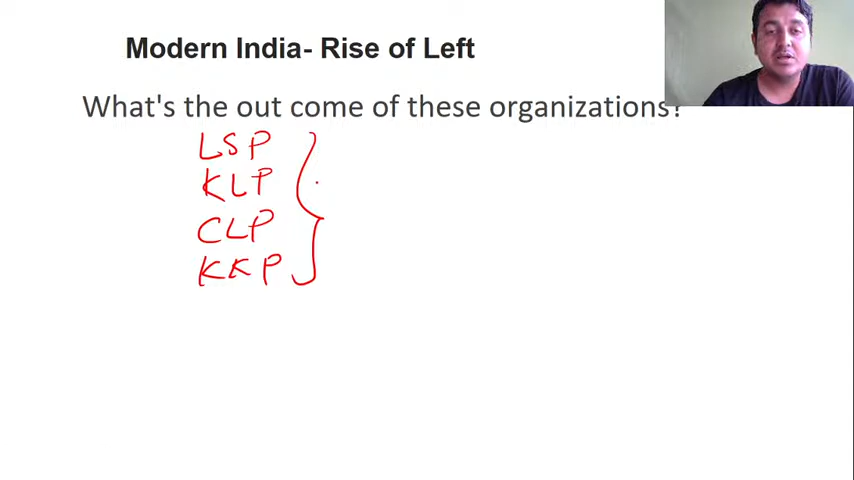 Modern India- Rise of Left
What's the out come of these organizations?
LSP
KLP
CLP
KKP